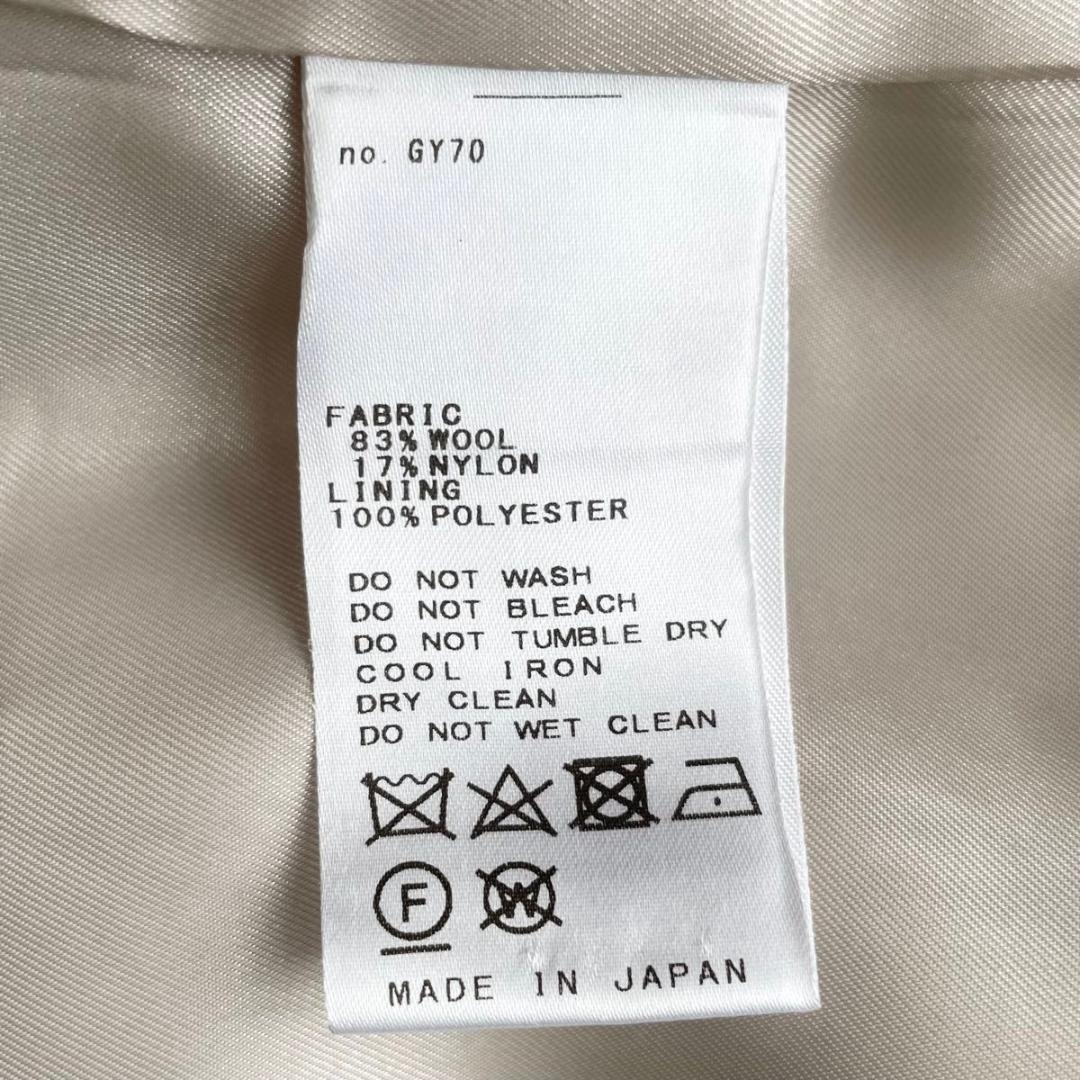 no. GY70
FABRIC
83% WOOL
17% NYLON
LINING
100% POLYESTER
DO NOT WASH
DO NOT BLEACH
DO NOT TUMBLE DRY
COOL IRON
DRY CLEAN
DO NOT WET CLEAN
F W
MADE IN JAPAN